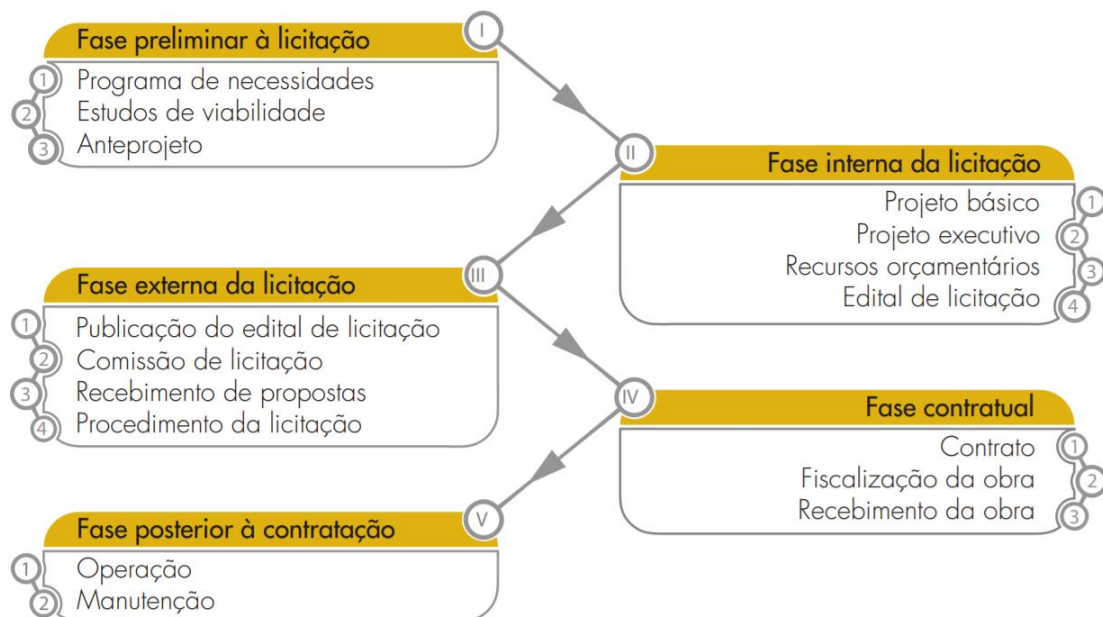 Fase preliminar à licitação
I
1 Programa de necessidades
2 Estudos de viabilidade
3 Anteprojeto
II
Fase interna da licitação
Projeto básico 1
Projeto executivo 2
Recursos orçamentários 3
Edital de licitação 4
Fase externa da licitação
III
1 Publicação do edital de licitação
2 Comissão de licitação
3 Recebimento de propostas
4 Procedimento da licitação
IV
Fase contratual
Contrato 1
Fiscalização da obra 2
Recebimento da obra 3
Fase posterior à contratação
V
1 Operação
2 Manutenção